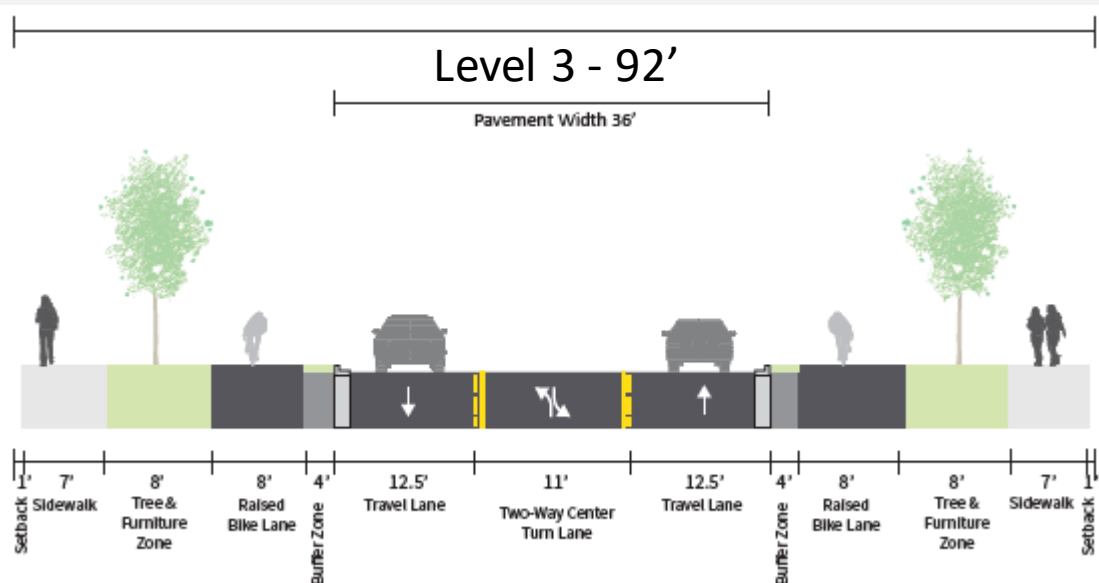 Level 3 - 92’
Pavement Width 36’
1’ 7’ 8’ 8’ 4’ 12.5’ 11’ 12.5’ 4’ 8’ 8’ 7’ 1’
Setback
Sidewalk
Tree &
Furniture
Zone
Raised
Bike Lane
Buffer Zone
Travel Lane
Two-Way Center
Turn Lane
Travel Lane
Buffer Zone
Raised
Bike Lane
Tree &
Furniture
Zone
Sidewalk
Setback